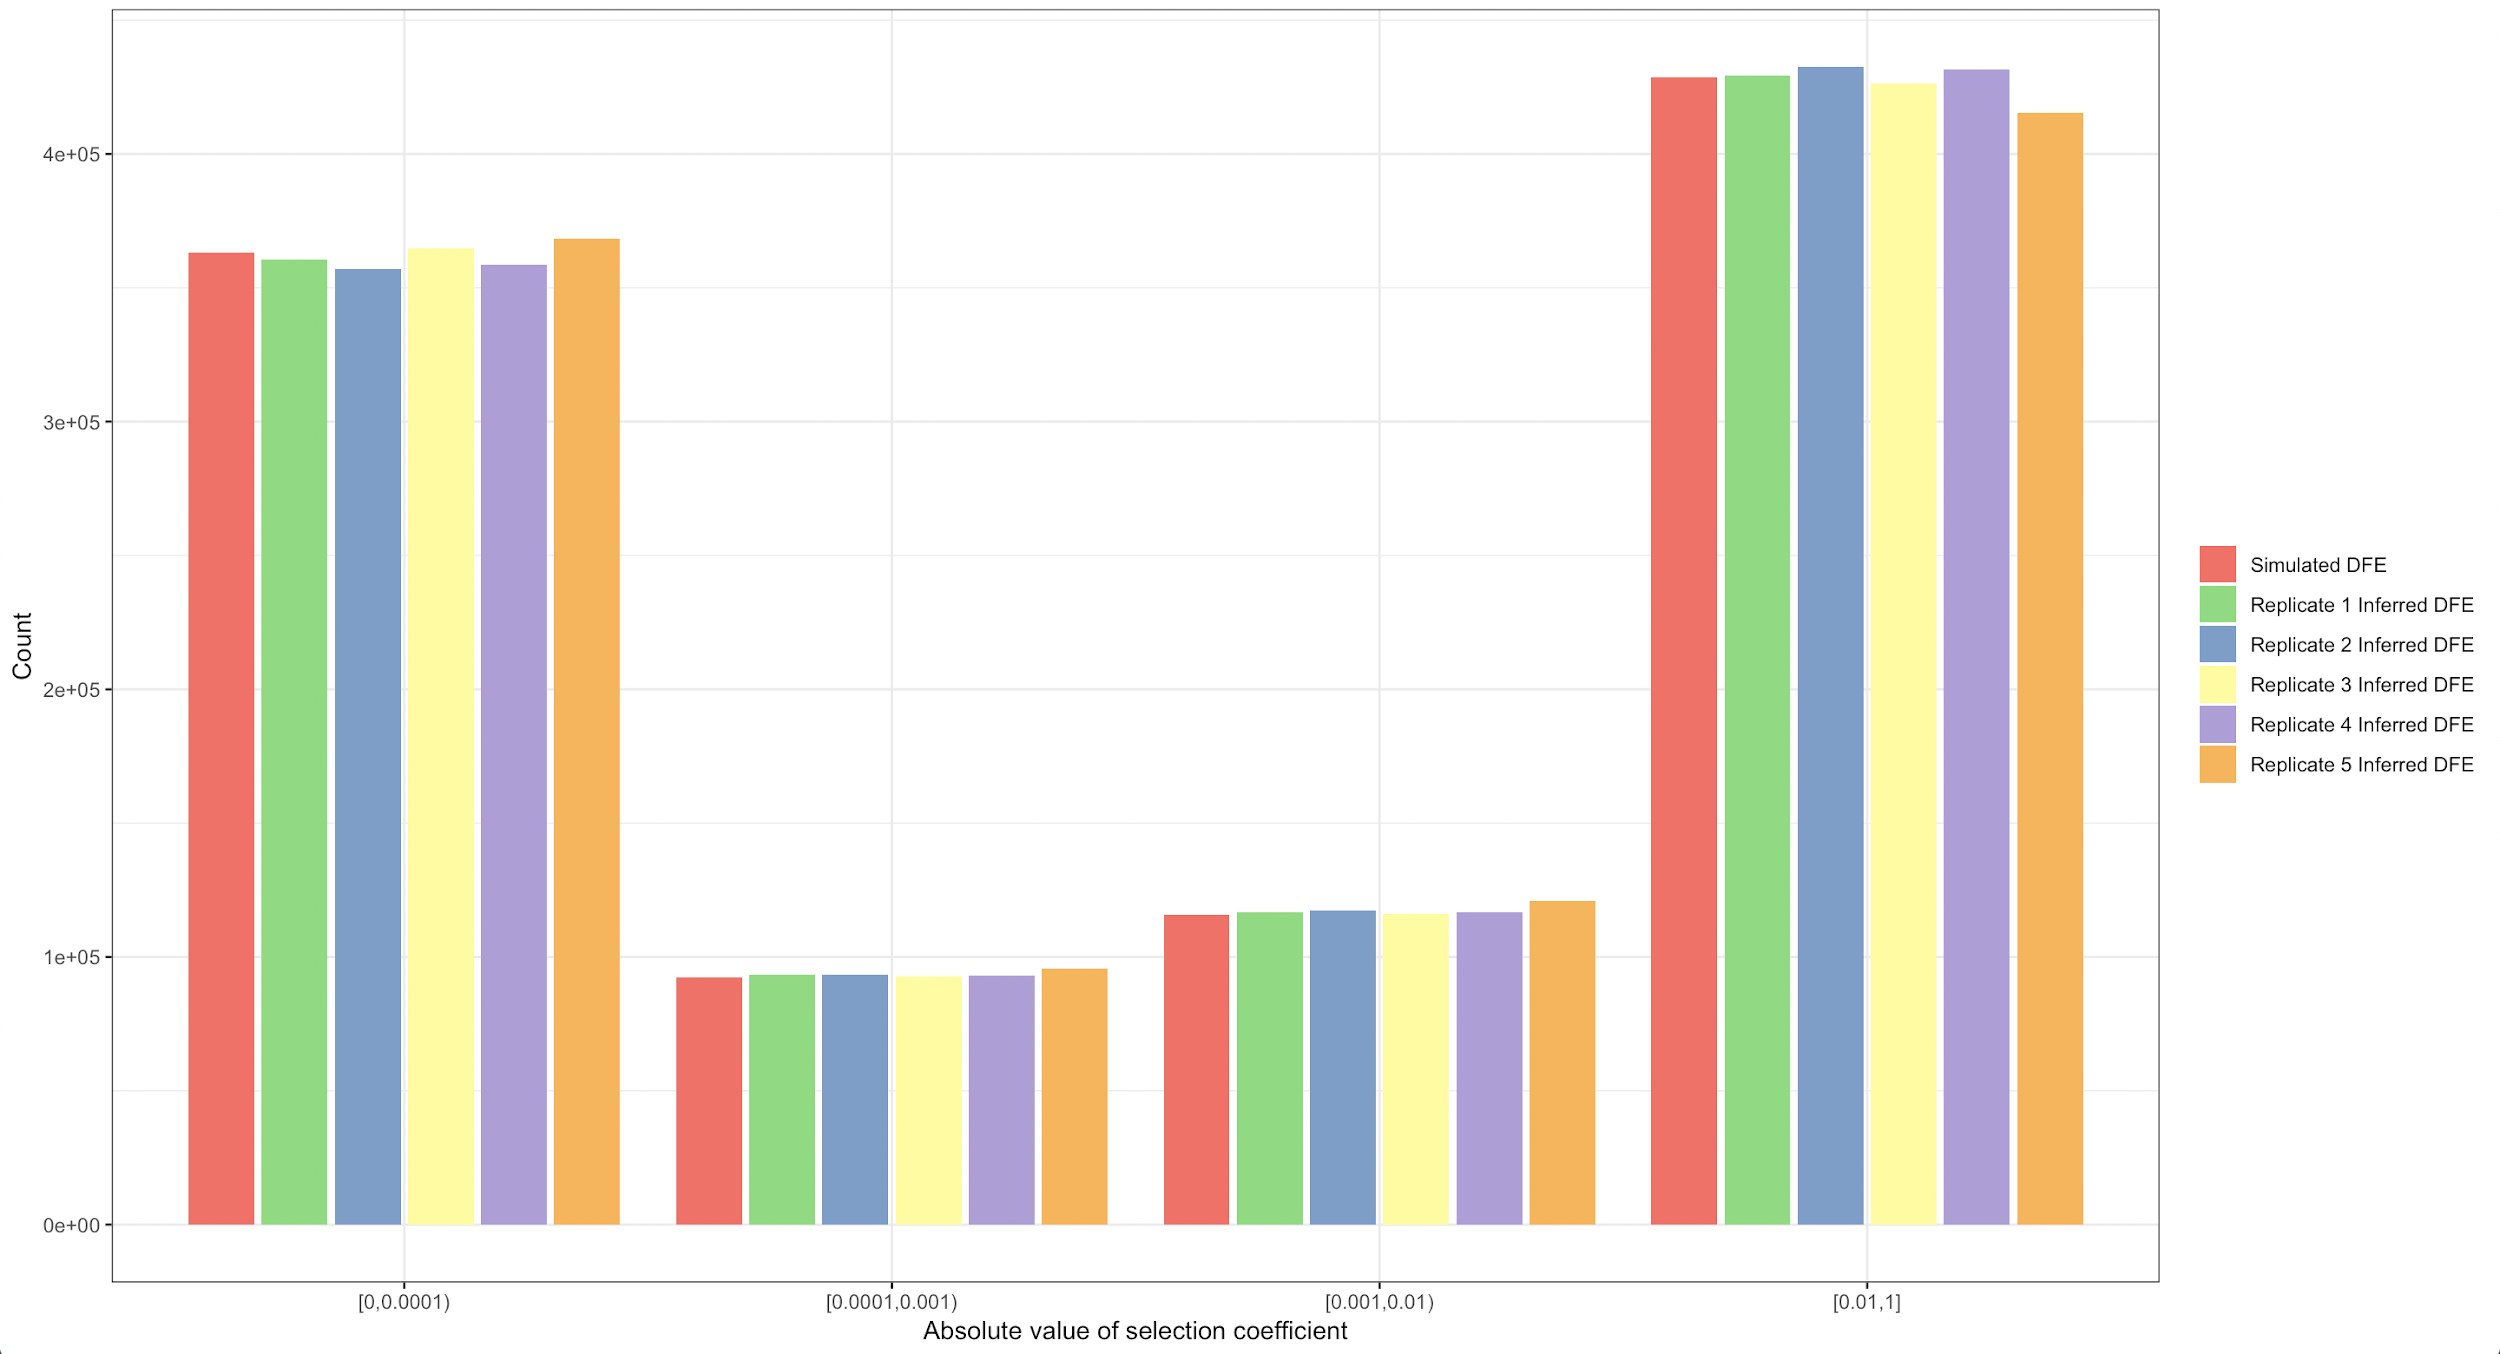 4e+05
3e+05
2e+05
1e+05
0e+00
Count
[0,0.0001)
[0.0001,0.001)
[0.001,0.01)
[0.01,1]
Absolute value of selection coefficient
Simulated DFE
Replicate 1 Inferred DFE
Replicate 2 Inferred DFE
Replicate 3 Inferred DFE
Replicate 4 Inferred DFE
Replicate 5 Inferred DFE